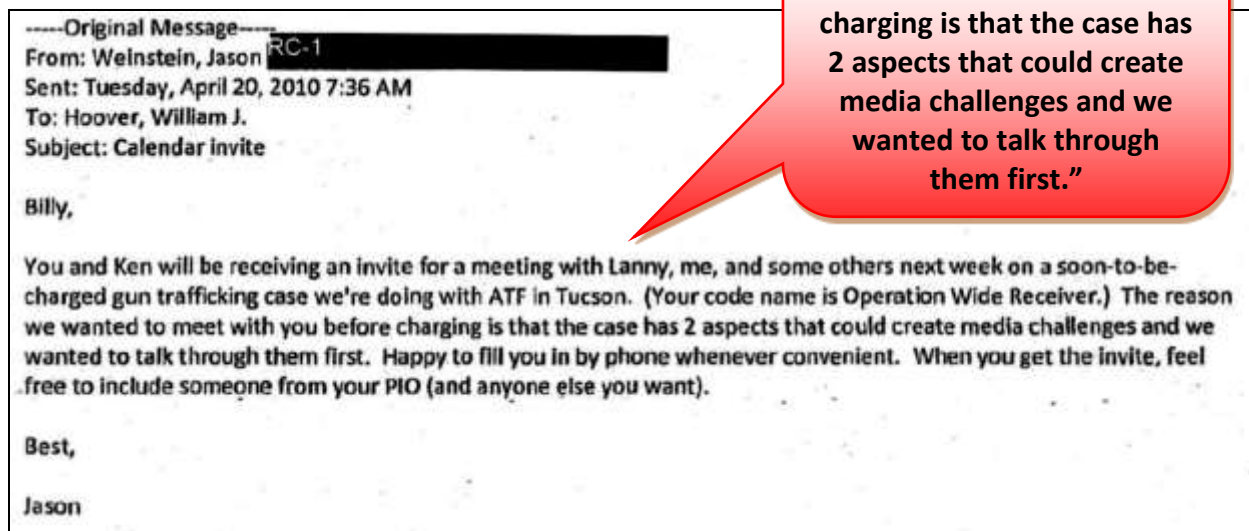 -----Original Message-----
From: Weinstein, Jason RC-1
Sent: Tuesday, April 20, 2010 7:36 AM
To: Hoover, William J.
Subject: Calendar invite
Billy,
You and Ken will be receiving an invite for a meeting with Lanny, me, and some others next week on a soon-to-be-
charged gun trafficking case we're doing with ATF in Tucson. (Your code name is Operation Wide Receiver.) The reason
we wanted to meet with you before charging is that the case has 2 aspects that could create media challenges and we
wanted to talk through them first. Happy to fill you in by phone whenever convenient. When you get the invite, feel
free to include someone from your PIO (and anyone else you want).
Best,
Jason
charging is that the case has
2 aspects that could create
media challenges and we
wanted to talk through
them first.”